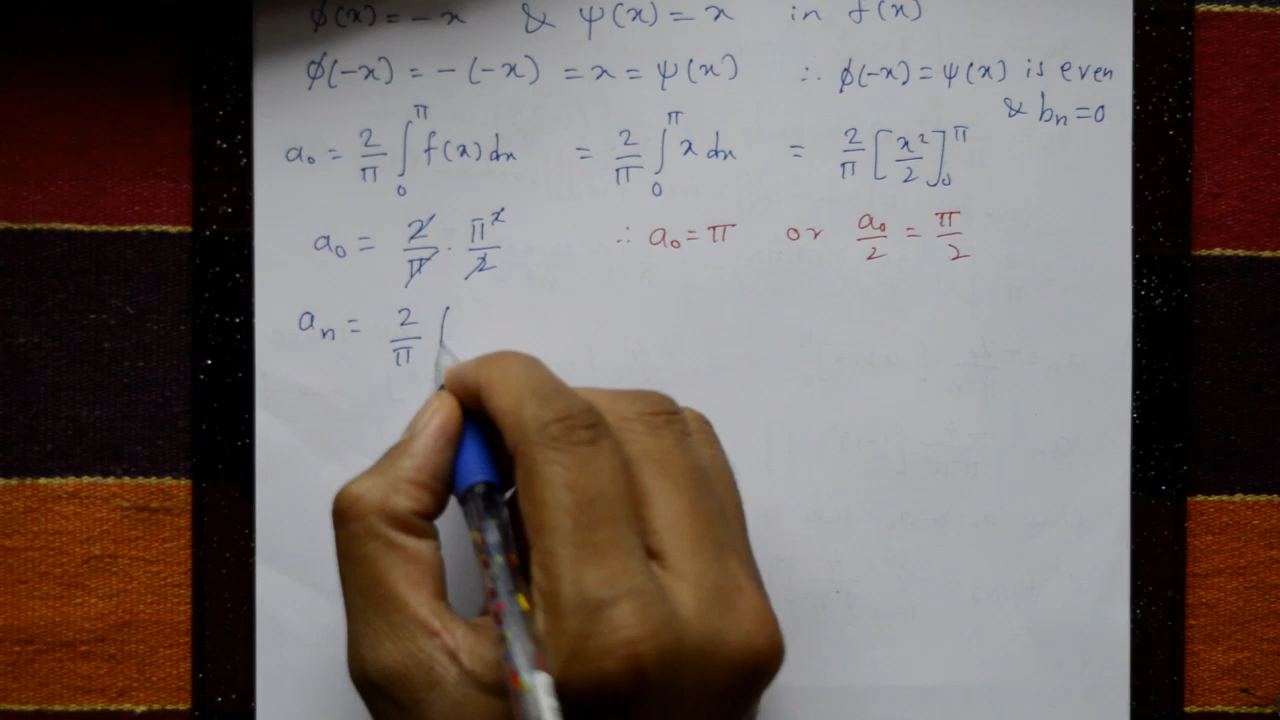 ϕ(x) = -x & ψ(x) = x in f(x)
ϕ(-x) = -(-x) = x = ψ(x) ∴ ϕ(-x) = ψ(x) is even
& bₙ = 0
a₀ = 2/π ∫₀^π f(x) dx = 2/π ∫₀^π x dx = 2/π [x²/2]₀^π
a₀ = 2/π · π²/2 ∴ a₀ = π or a₀/2 = π/2
aₙ = 2/π ∫